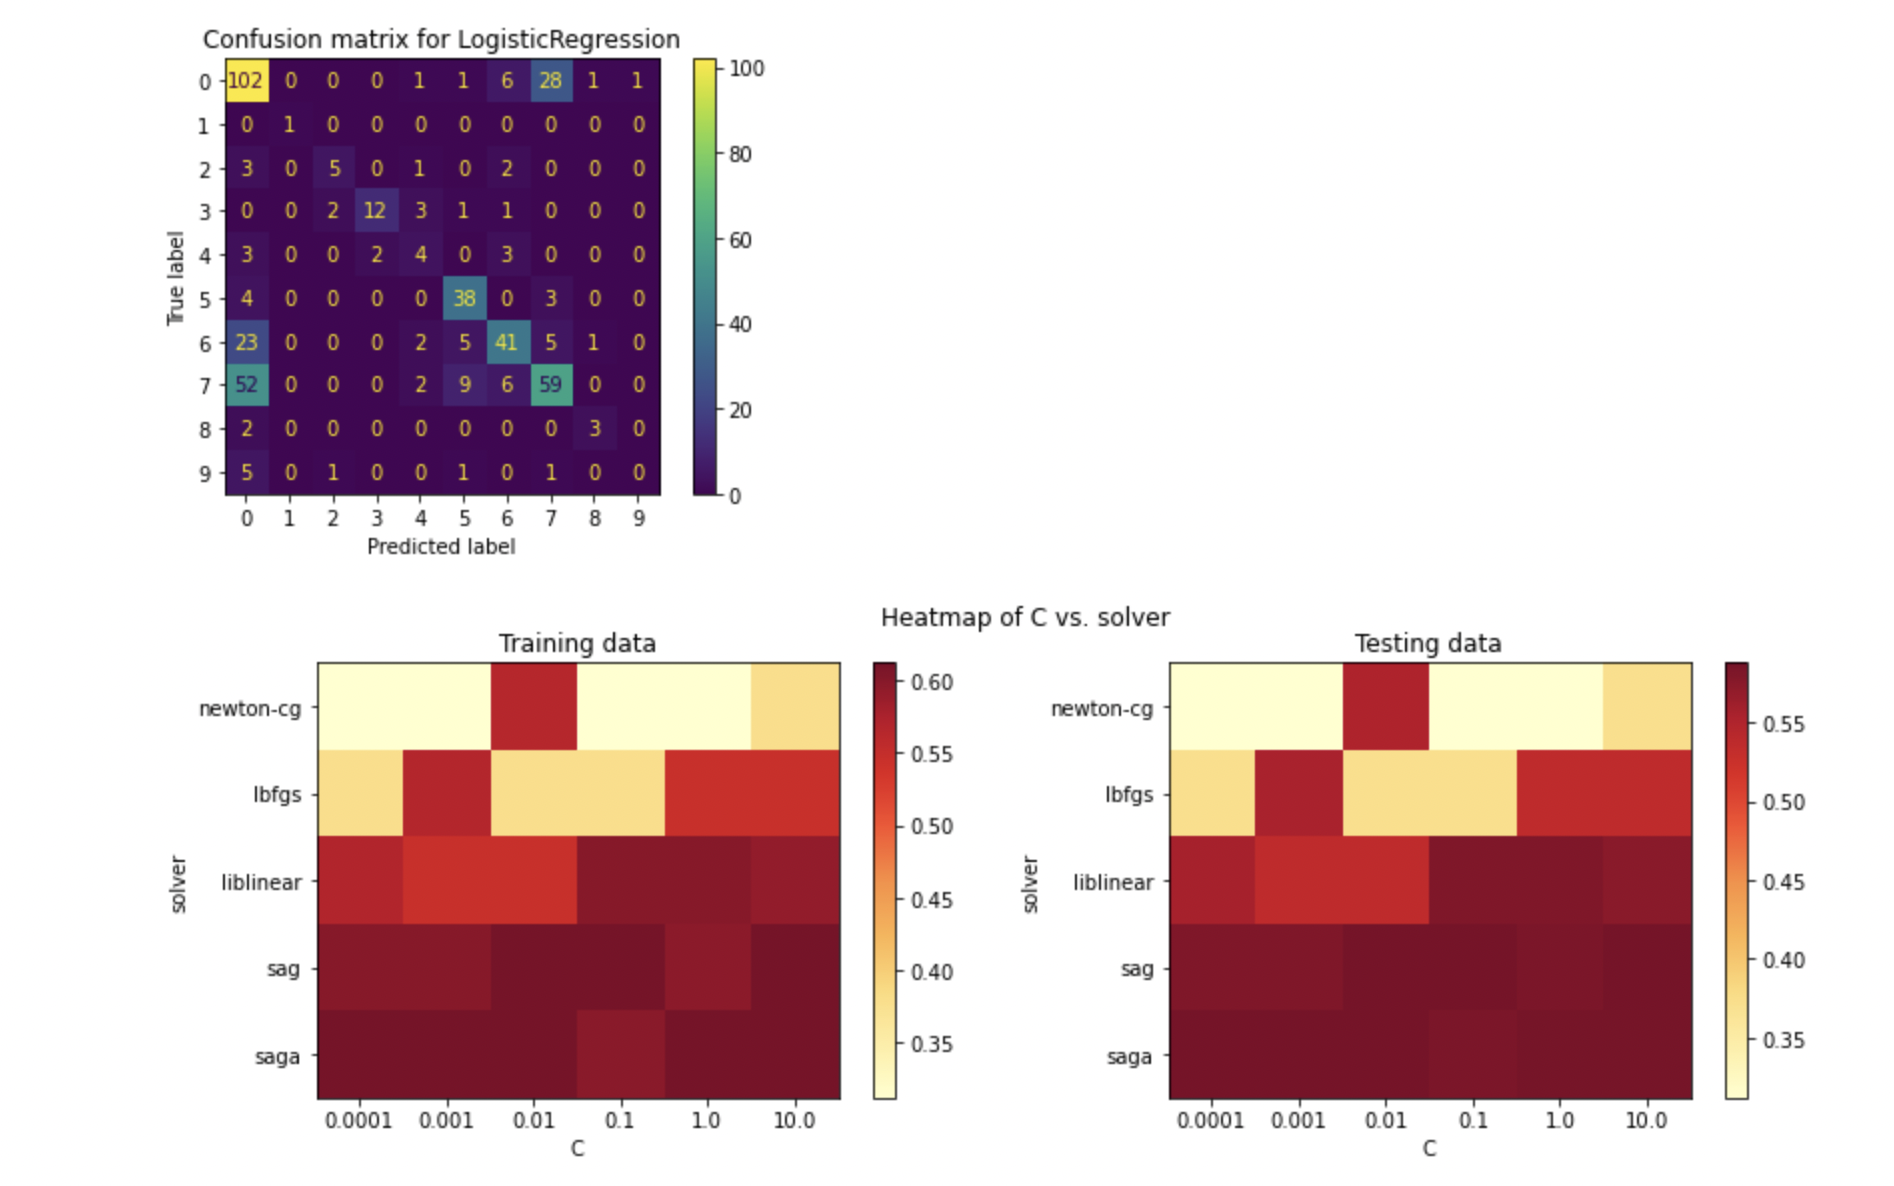 Confusion matrix for LogisticRegression
0 102 0 0 0 1 1 6 28 1 1
1 0 1 0 0 0 0 0 0 0 0
2 3 0 5 0 1 0 2 0 0 0
3 0 0 2 12 3 1 1 0 0 0
4 3 0 0 2 4 0 3 0 0 0
5 4 0 0 0 0 38 0 3 0 0
6 23 0 0 0 2 5 41 5 1 0
7 52 0 0 0 2 9 6 59 0 0
8 2 0 0 0 0 0 0 0 3 0
9 5 0 1 0 0 1 0 1 0 0
0 1 2 3 4 5 6 7 8 9
True label
Predicted label
100
80
60
40
20
0
Heatmap of C vs. solver
Training data
newton-cg
lbfgs
liblinear
sag
saga
solver
0.0001 0.001 0.01 0.1 1.0 10.0
C
0.60
0.55
0.50
0.45
0.40
0.35
Testing data
newton-cg
lbfgs
liblinear
sag
saga
solver
0.0001 0.001 0.01 0.1 1.0 10.0
C
0.55
0.50
0.45
0.40
0.35